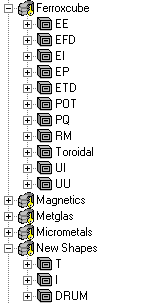 Ferroxcube
EE
EFD
EI
EP
ETD
POT
PQ
RM
Toroidal
UI
UU
Magnetics
Metglas
Micrometals
New Shapes
T
I
DRUM